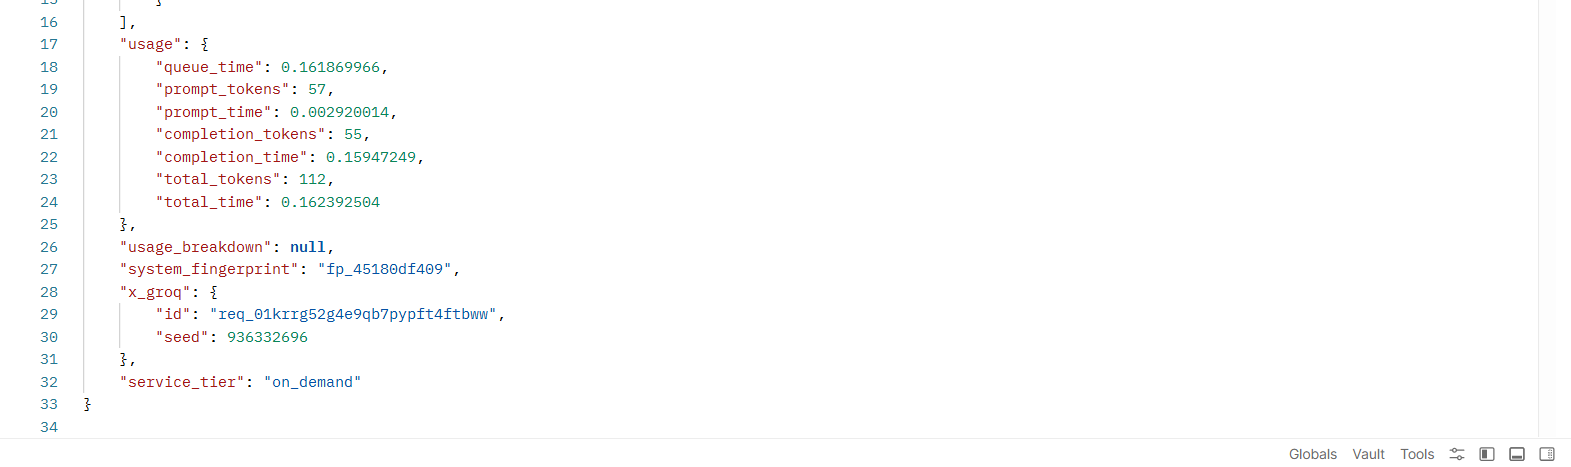 15 }
16 ],
17 "usage": {
18 "queue_time": 0.161869966,
19 "prompt_tokens": 57,
20 "prompt_time": 0.002920014,
21 "completion_tokens": 55,
22 "completion_time": 0.15947249,
23 "total_tokens": 112,
24 "total_time": 0.162392504
25 },
26 "usage_breakdown": null,
27 "system_fingerprint": "fp_45180df409",
28 "x_groq": {
29 "id": "req_01krrg52g4e9qb7pypft4ftbww",
30 "seed": 936332696
31 },
32 "service_tier": "on_demand"
33 }
34
Globals Vault Tools